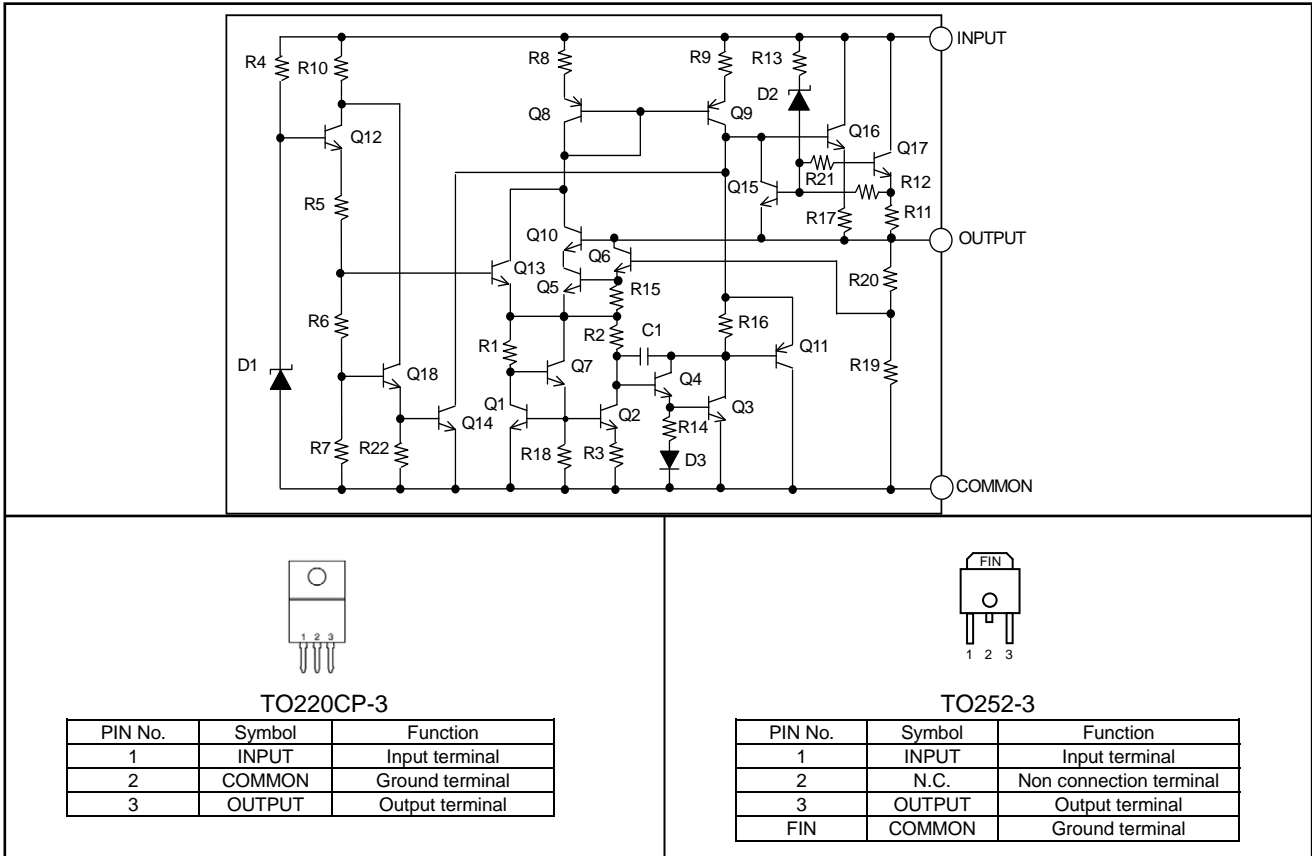 INPUT
R4
R10
R8
R9
R13
D2
Q8
Q9
Q12
Q16
Q17
R21
R12
Q15
R5
R17
R11
OUTPUT
Q10
Q6
Q13
Q5
R15
R20
R6
R2
C1
R16
Q11
R1
D1
Q7
R19
Q18
Q4
Q1
Q2
Q3
Q14
R14
R7
R22
R18
R3
D3
COMMON
1 2 3
TO220CP-3
PIN No. Symbol Function
1 INPUT Input terminal
2 COMMON Ground terminal
3 OUTPUT Output terminal
FIN
1 2 3
TO252-3
PIN No. Symbol Function
1 INPUT Input terminal
2 N.C. Non connection terminal
3 OUTPUT Output terminal
FIN COMMON Ground terminal